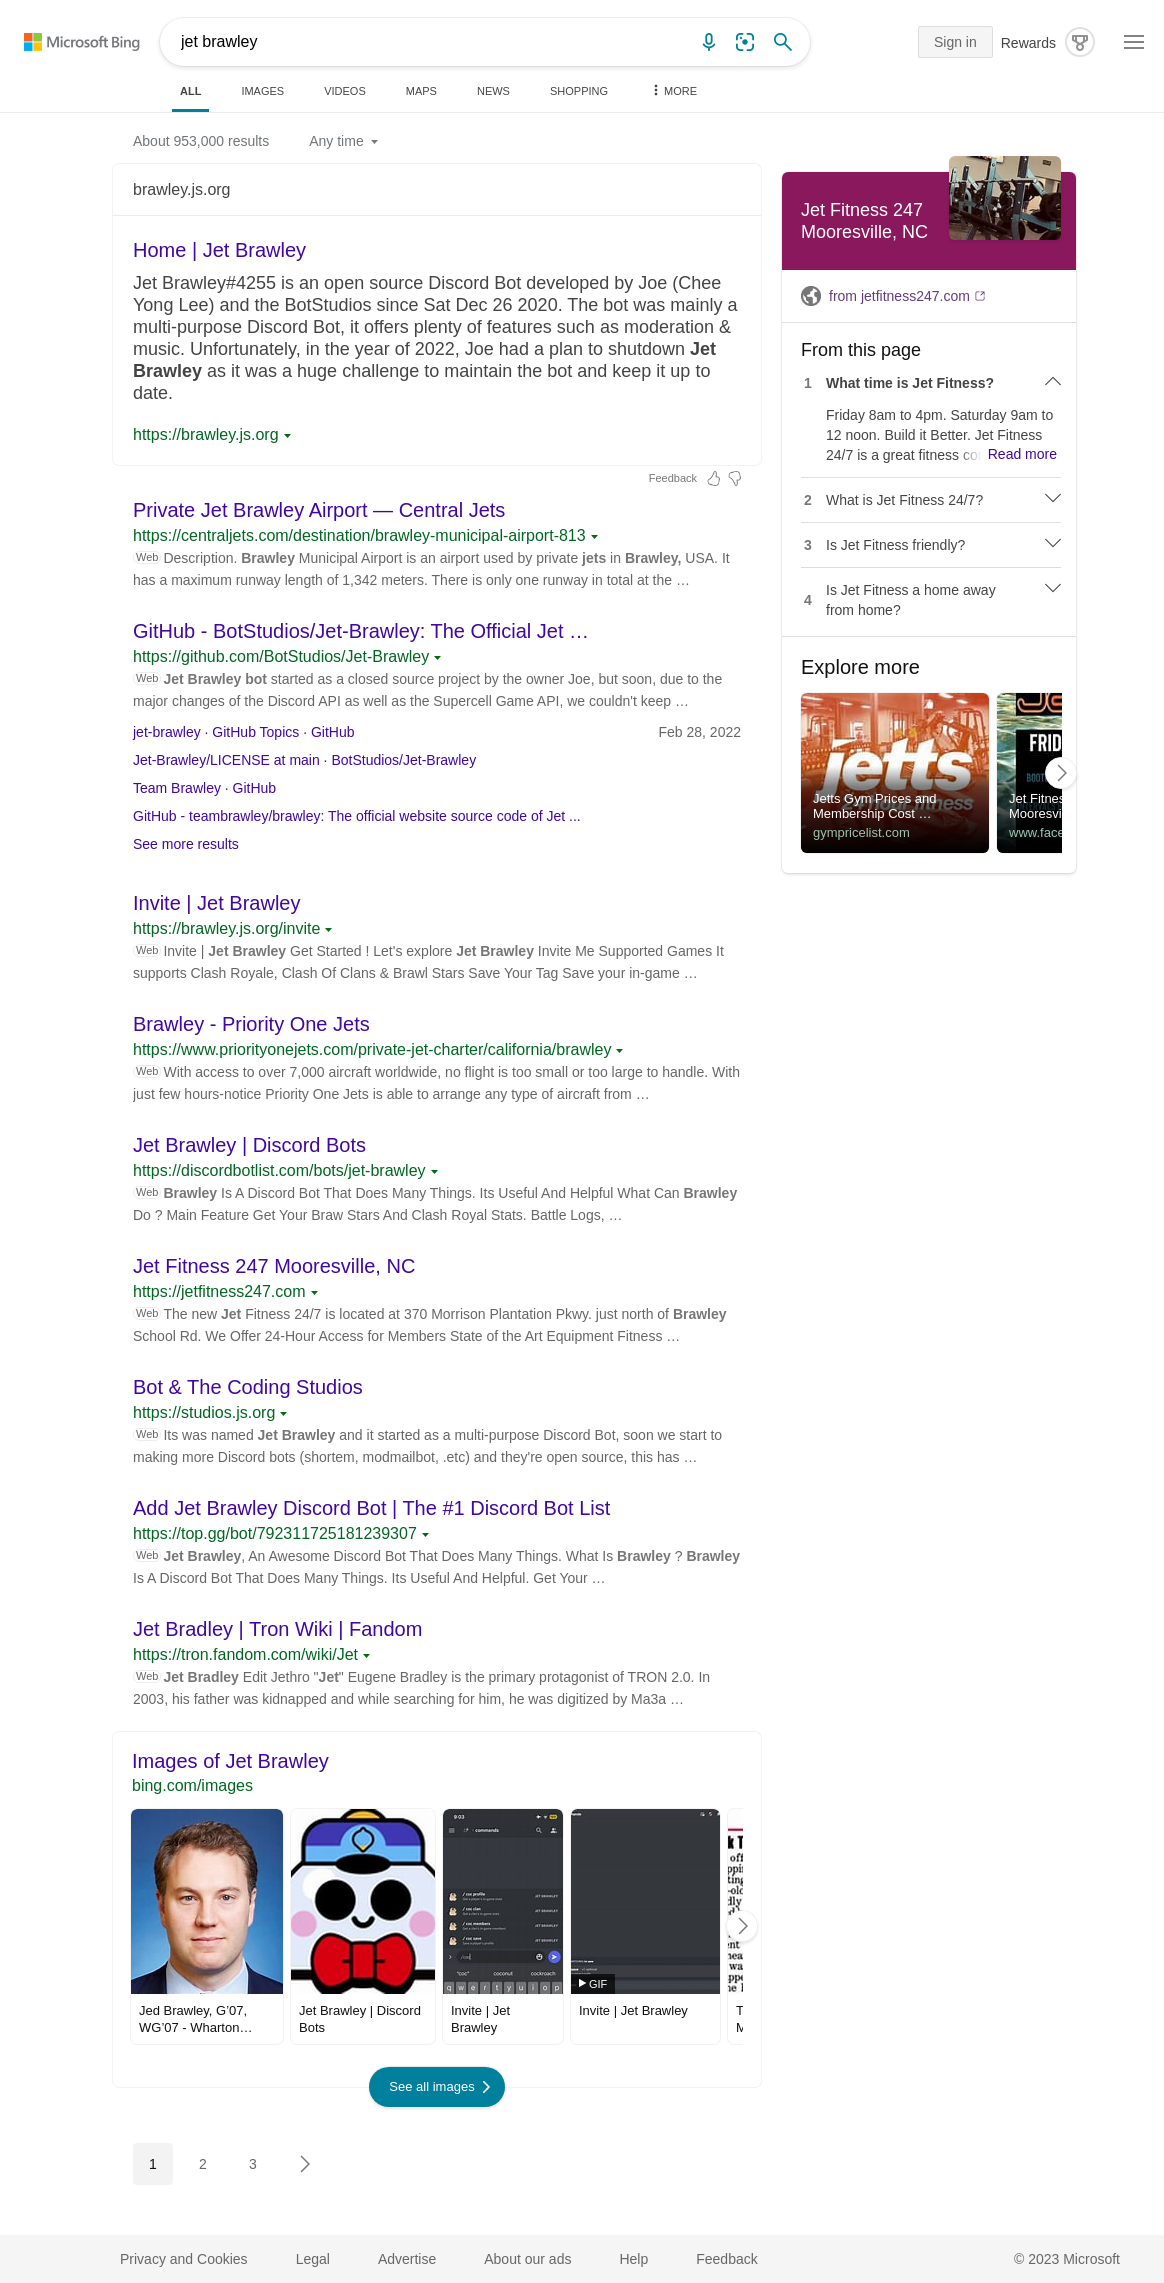 Microsoft Bing
jet brawley
Sign in
Rewards
ALL
IMAGES
VIDEOS
MAPS
NEWS
SHOPPING
MORE
About 953,000 results
Any time
brawley.js.org
Home | Jet Brawley
Jet Brawley#4255 is an open source Discord Bot developed by Joe (Chee
Yong Lee) and the BotStudios since Sat Dec 26 2020. The bot was mainly a
multi-purpose Discord Bot, it offers plenty of features such as moderation &
music. Unfortunately, in the year of 2022, Joe had a plan to shutdown Jet
Brawley as it was a huge challenge to maintain the bot and keep it up to
date.
https://brawley.js.org
Feedback
Private Jet Brawley Airport — Central Jets
https://centraljets.com/destination/brawley-municipal-airport-813
Web Description. Brawley Municipal Airport is an airport used by private jets in Brawley, USA. It
has a maximum runway length of 1,342 meters. There is only one runway in total at the …
GitHub - BotStudios/Jet-Brawley: The Official Jet …
https://github.com/BotStudios/Jet-Brawley
Web Jet Brawley bot started as a closed source project by the owner Joe, but soon, due to the
major changes of the Discord API as well as the Supercell Game API, we couldn't keep …
jet-brawley · GitHub Topics · GitHub
Feb 28, 2022
Jet-Brawley/LICENSE at main · BotStudios/Jet-Brawley
Team Brawley · GitHub
GitHub - teambrawley/brawley: The official website source code of Jet ...
See more results
Invite | Jet Brawley
https://brawley.js.org/invite
Web Invite | Jet Brawley Get Started ! Let's explore Jet Brawley Invite Me Supported Games It
supports Clash Royale, Clash Of Clans & Brawl Stars Save Your Tag Save your in-game …
Brawley - Priority One Jets
https://www.priorityonejets.com/private-jet-charter/california/brawley
Web With access to over 7,000 aircraft worldwide, no flight is too small or too large to handle. With
just few hours-notice Priority One Jets is able to arrange any type of aircraft from …
Jet Brawley | Discord Bots
https://discordbotlist.com/bots/jet-brawley
Web Brawley Is A Discord Bot That Does Many Things. Its Useful And Helpful What Can Brawley
Do ? Main Feature Get Your Braw Stars And Clash Royal Stats. Battle Logs, …
Jet Fitness 247 Mooresville, NC
https://jetfitness247.com
Web The new Jet Fitness 24/7 is located at 370 Morrison Plantation Pkwy. just north of Brawley
School Rd. We Offer 24-Hour Access for Members State of the Art Equipment Fitness …
Bot & The Coding Studios
https://studios.js.org
Web Its was named Jet Brawley and it started as a multi-purpose Discord Bot, soon we start to
making more Discord bots (shortem, modmailbot, .etc) and they're open source, this has …
Add Jet Brawley Discord Bot | The #1 Discord Bot List
https://top.gg/bot/792311725181239307
Web Jet Brawley, An Awesome Discord Bot That Does Many Things. What Is Brawley ? Brawley
Is A Discord Bot That Does Many Things. Its Useful And Helpful. Get Your …
Jet Bradley | Tron Wiki | Fandom
https://tron.fandom.com/wiki/Jet
Web Jet Bradley Edit Jethro "Jet" Eugene Bradley is the primary protagonist of TRON 2.0. In
2003, his father was kidnapped and while searching for him, he was digitized by Ma3a …
Images of Jet Brawley
bing.com/images
9:03
commands
/ coc profile
/ coc clan
/ coc members
/ coc save
GIF
Jed Brawley, G'07,
WG'07 - Wharton…
Jet Brawley | Discord
Bots
Invite | Jet
Brawley
Invite | Jet Brawley
See all images
1
2
3
Jet Fitness 247
Mooresville, NC
from jetfitness247.com
From this page
1 What time is Jet Fitness?
Friday 8am to 4pm. Saturday 9am to
12 noon. Build it Better. Jet Fitness
24/7 is a great fitness co Read more
2 What is Jet Fitness 24/7?
3 Is Jet Fitness friendly?
4 Is Jet Fitness a home away
from home?
Explore more
jetts
24 hour fitness
Jetts Gym Prices and
Membership Cost …
gympricelist.com
FRID
Jet Fitnes
Mooresvi
www.face
Privacy and Cookies
Legal
Advertise
About our ads
Help
Feedback
© 2023 Microsoft